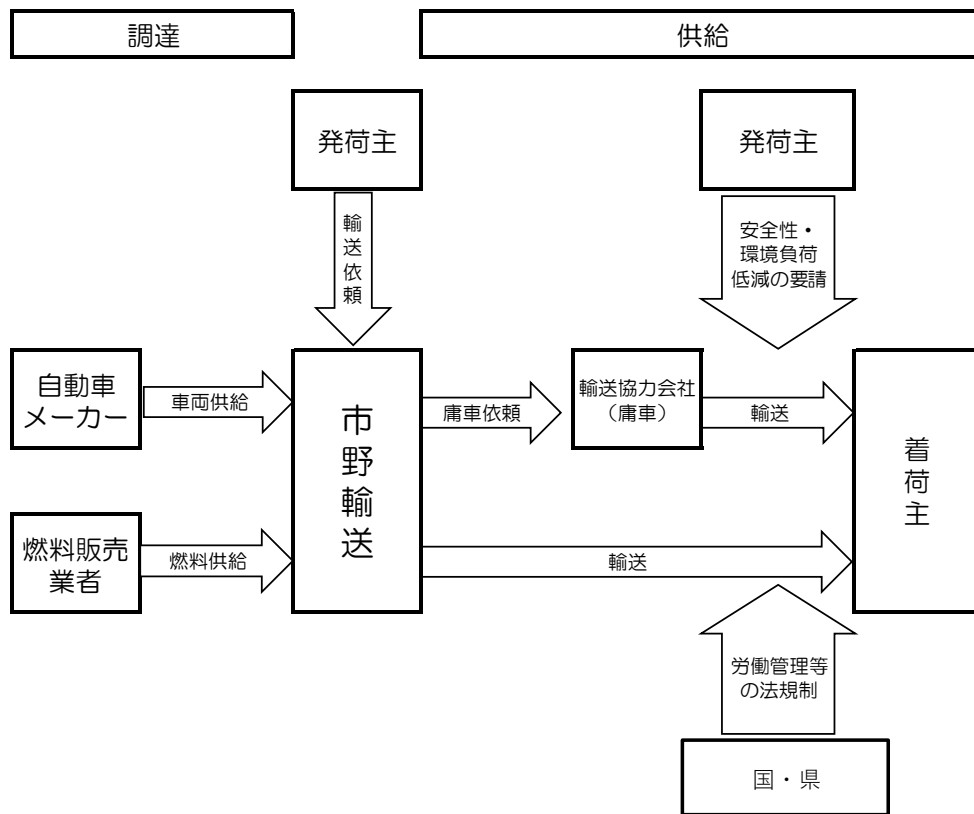 調達
供給
発荷主
発荷主
輸送依頼
安全性・
環境負荷
低減の要請
自動車
メーカー
車両供給
市野輸送
庸車依頼
輸送協力会社
（庸車）
輸送
着荷主
燃料販売
業者
燃料供給
輸送
労働管理等
の法規制
国・県